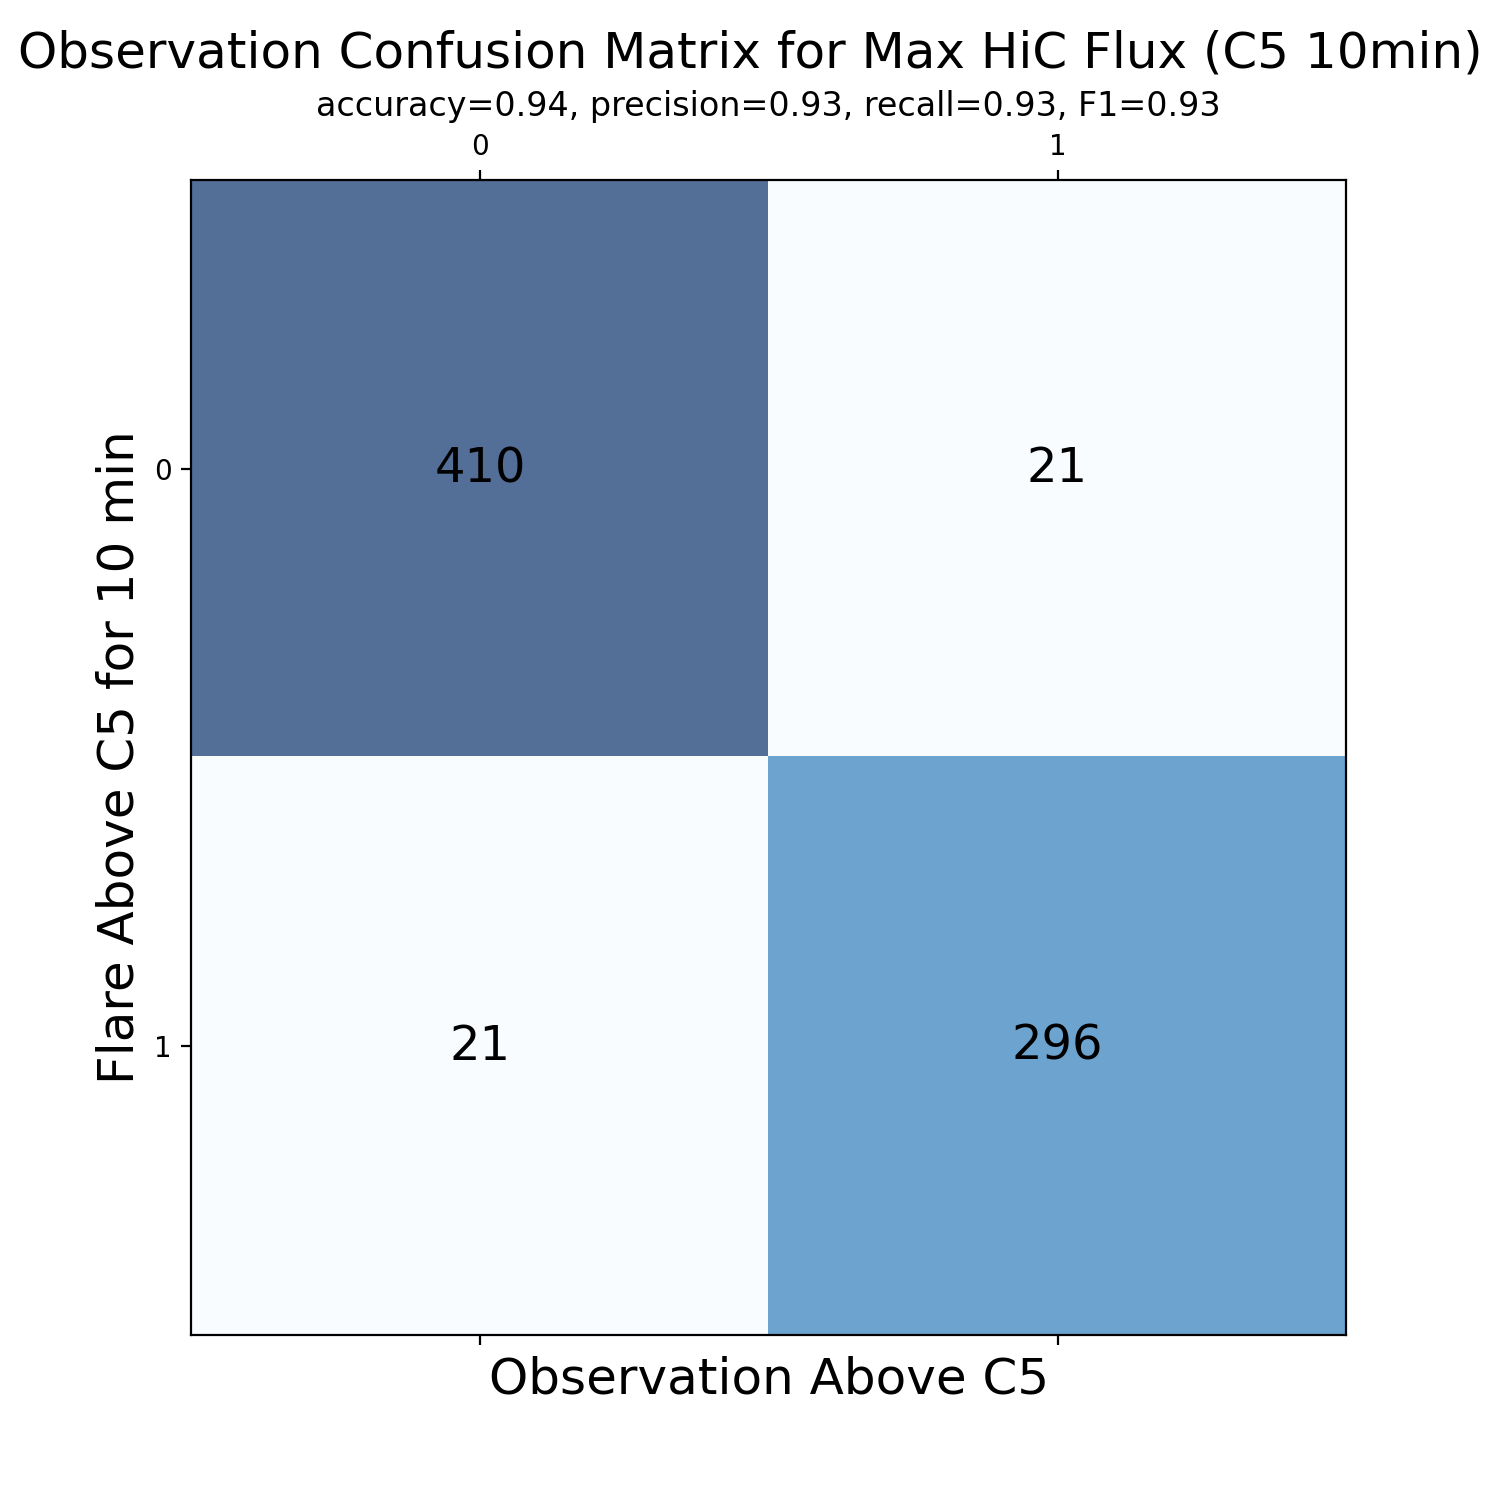 Observation Confusion Matrix for Max HiC Flux (C5 10min)
accuracy=0.94, precision=0.93, recall=0.93, F1=0.93
0 1
Flare Above C5 for 10 min
0
410 21
1
21 296
Observation Above C5